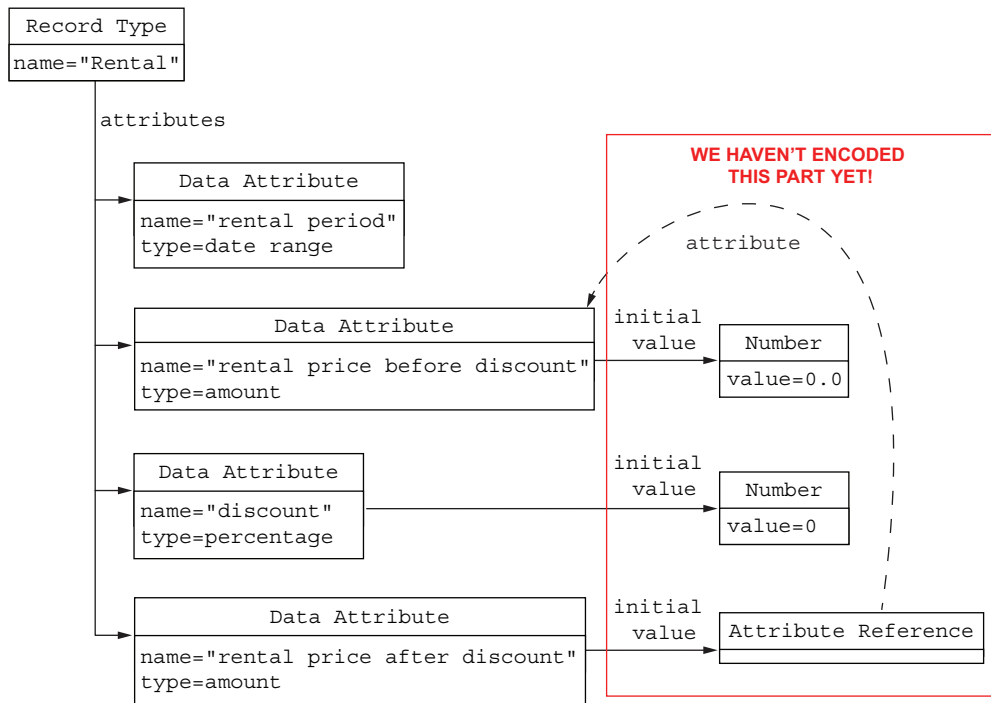 Record Type
name="Rental"
attributes
WE HAVEN'T ENCODED
THIS PART YET!
Data Attribute
name="rental period"
type=date range
attribute
Data Attribute
name="rental price before discount"
type=amount
initial
value
Number
value=0.0
Data Attribute
name="discount"
type=percentage
initial
value
Number
value=0
Data Attribute
name="rental price after discount"
type=amount
initial
value
Attribute Reference